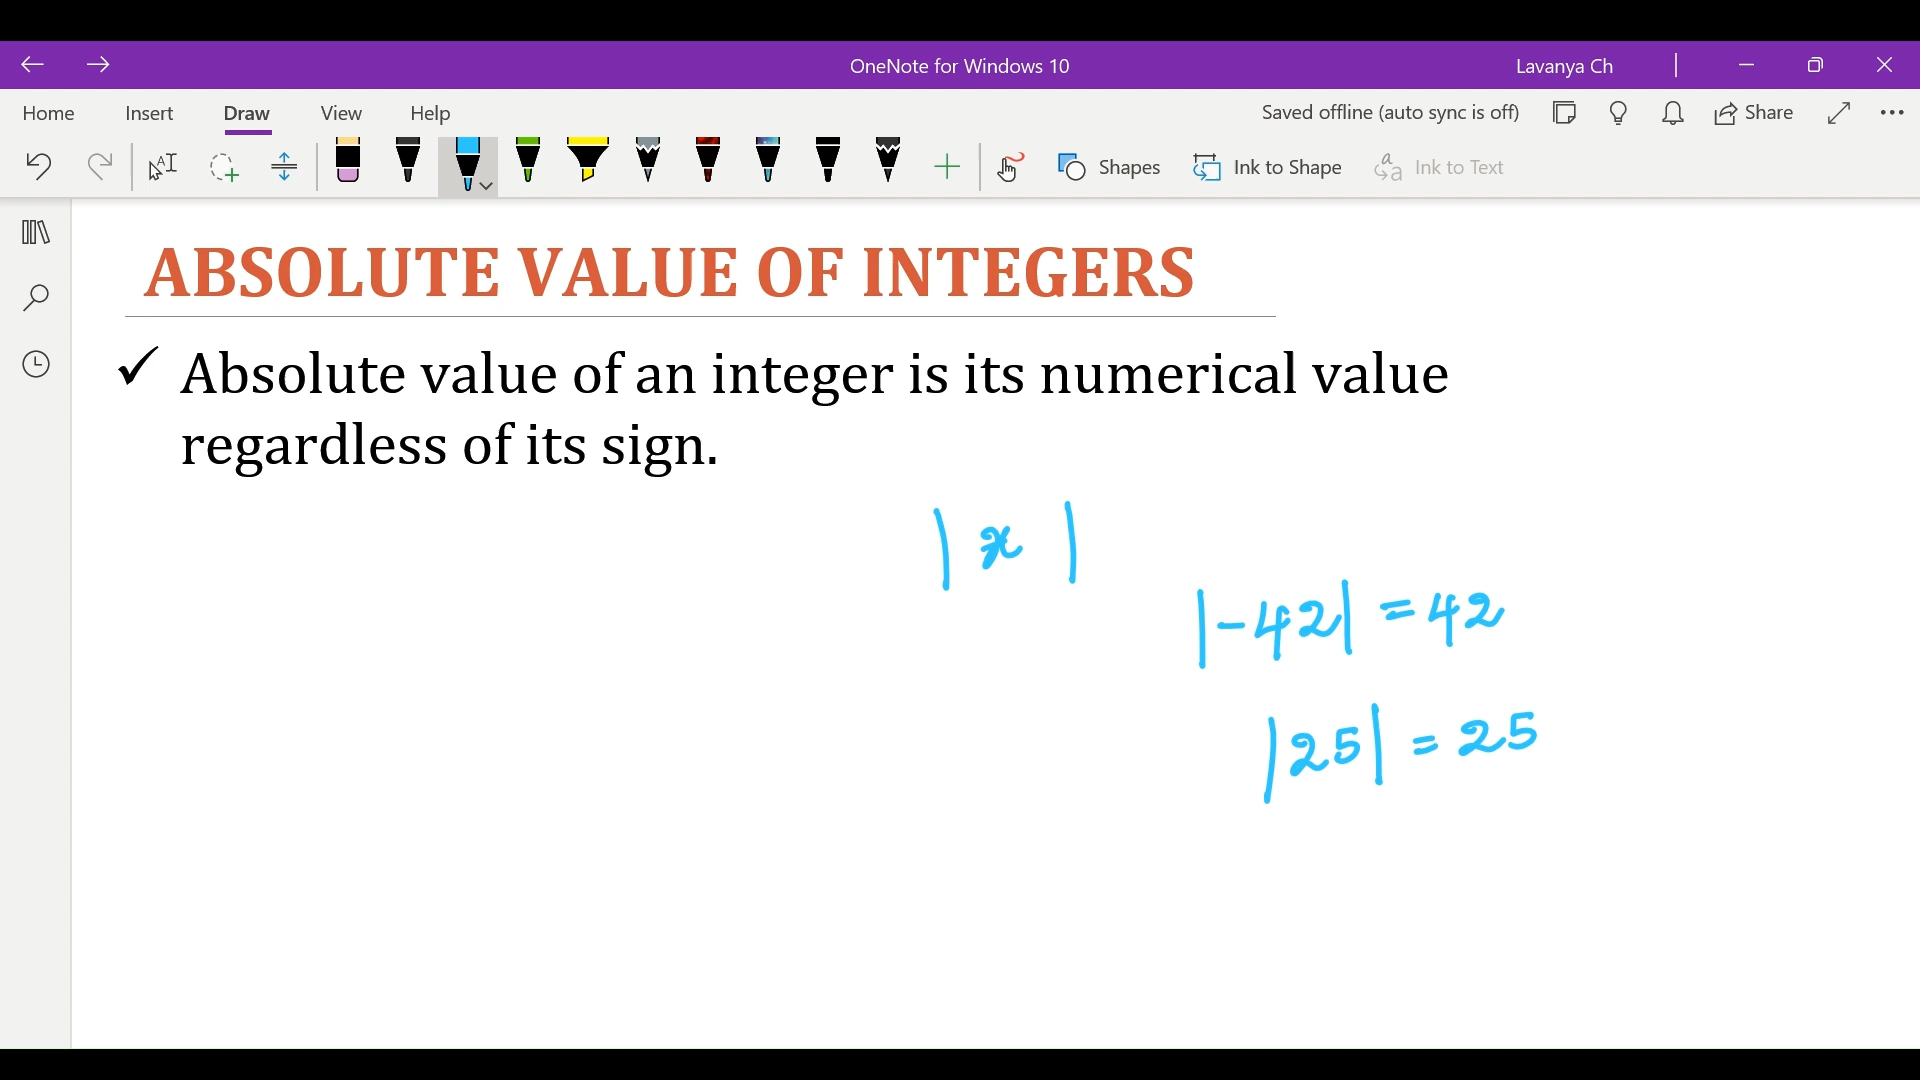 OneNote for Windows 10
Lavanya Ch
Home Insert Draw View Help
Saved offline (auto sync is off) Share
Shapes Ink to Shape Ink to Text
ABSOLUTE VALUE OF INTEGERS
✓ Absolute value of an integer is its numerical value
regardless of its sign.
|x|
|-42| = 42
|25| = 25